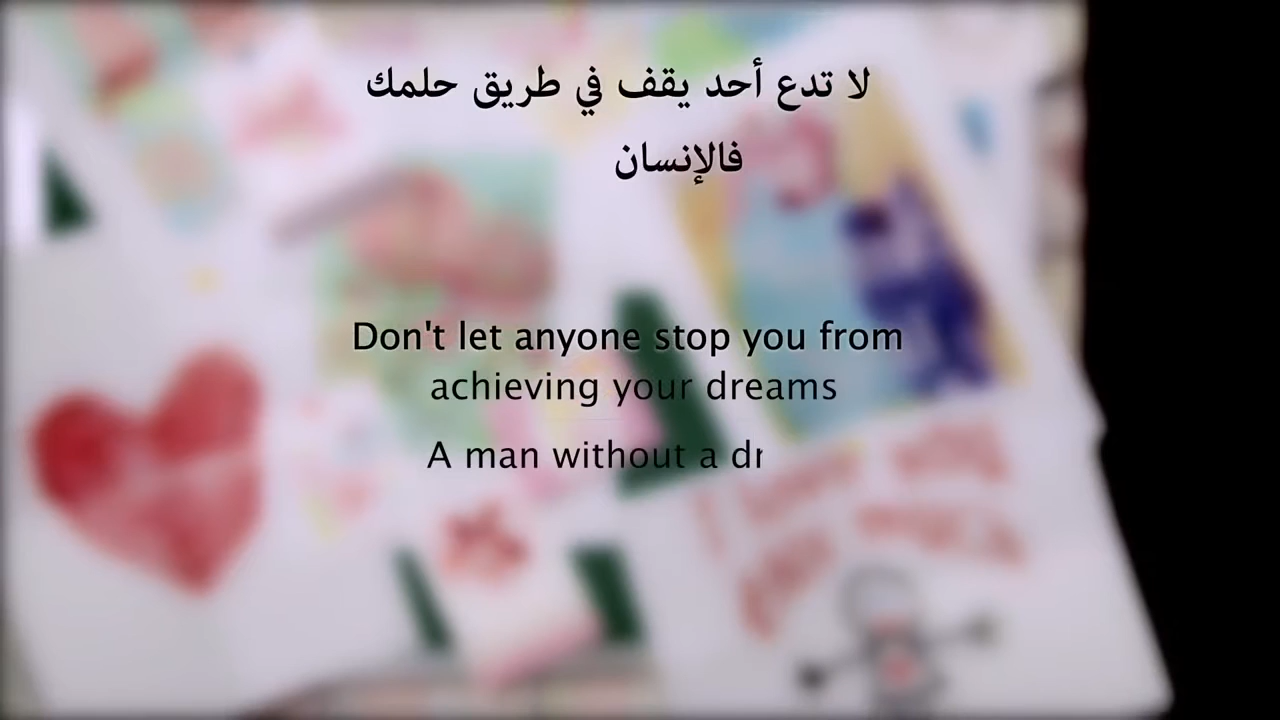 لا تدع أحد يقف في طريق حلمك
فالإنسان
Don't let anyone stop you from
achieving your dreams
A man without a